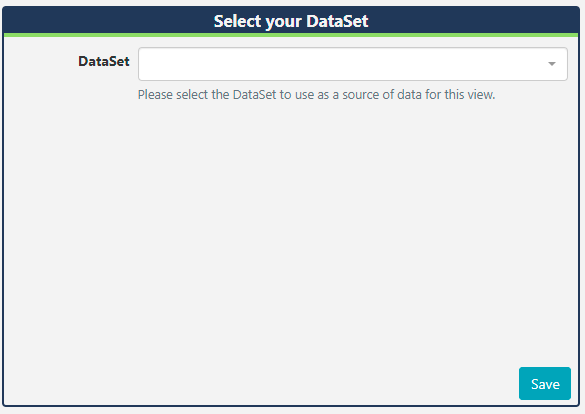 Select your DataSet
DataSet
Please select the DataSet to use as a source of data for this view.
Save